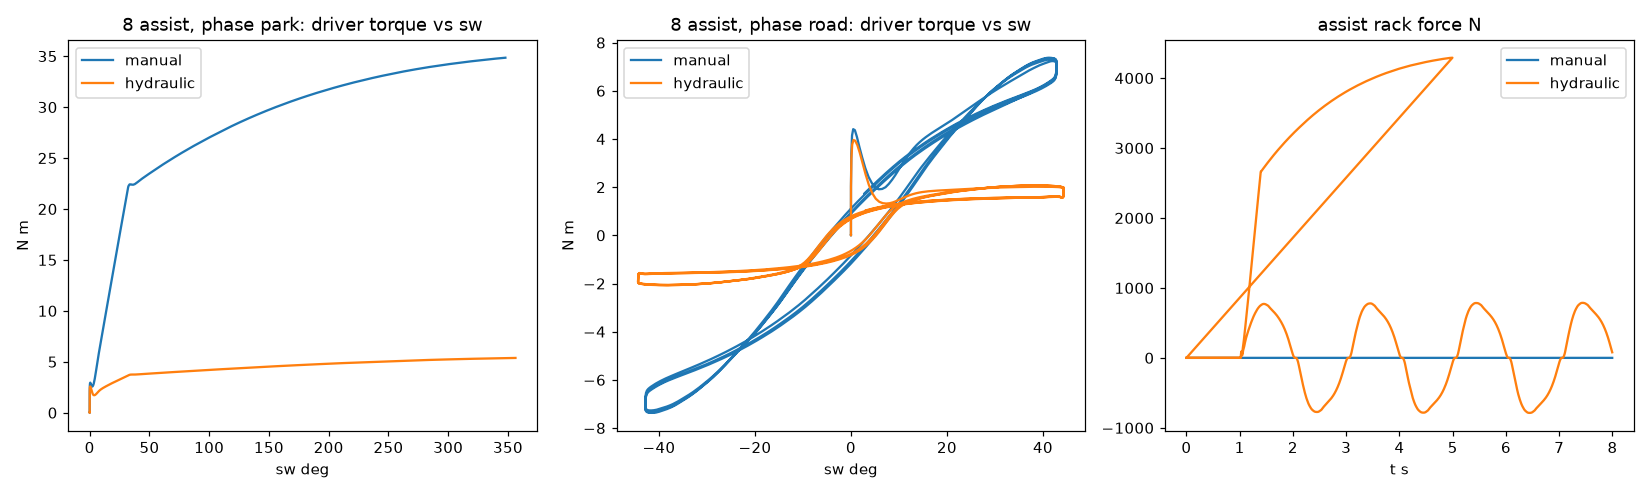 8 assist, phase park: driver torque vs sw
manual
hydraulic
35
30
25
20
15
10
5
0
N m
0 50 100 150 200 250 300 350
sw deg
8 assist, phase road: driver torque vs sw
manual
hydraulic
8
6
4
2
0
−2
−4
−6
−8
N m
−40 −20 0 20 40
sw deg
assist rack force N
manual
hydraulic
4000
3000
2000
1000
0
−1000
0 1 2 3 4 5 6 7 8
t s